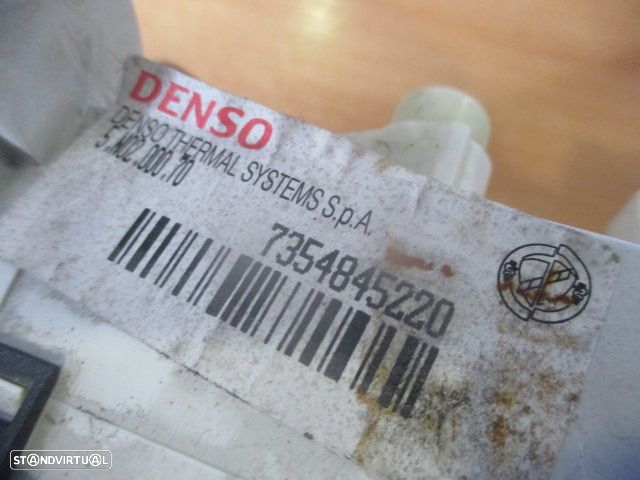 DENSO
DENSO THERMAL SYSTEMS S.p.A.
5.A02.000.70
7354845220
STANDVIRTUAL